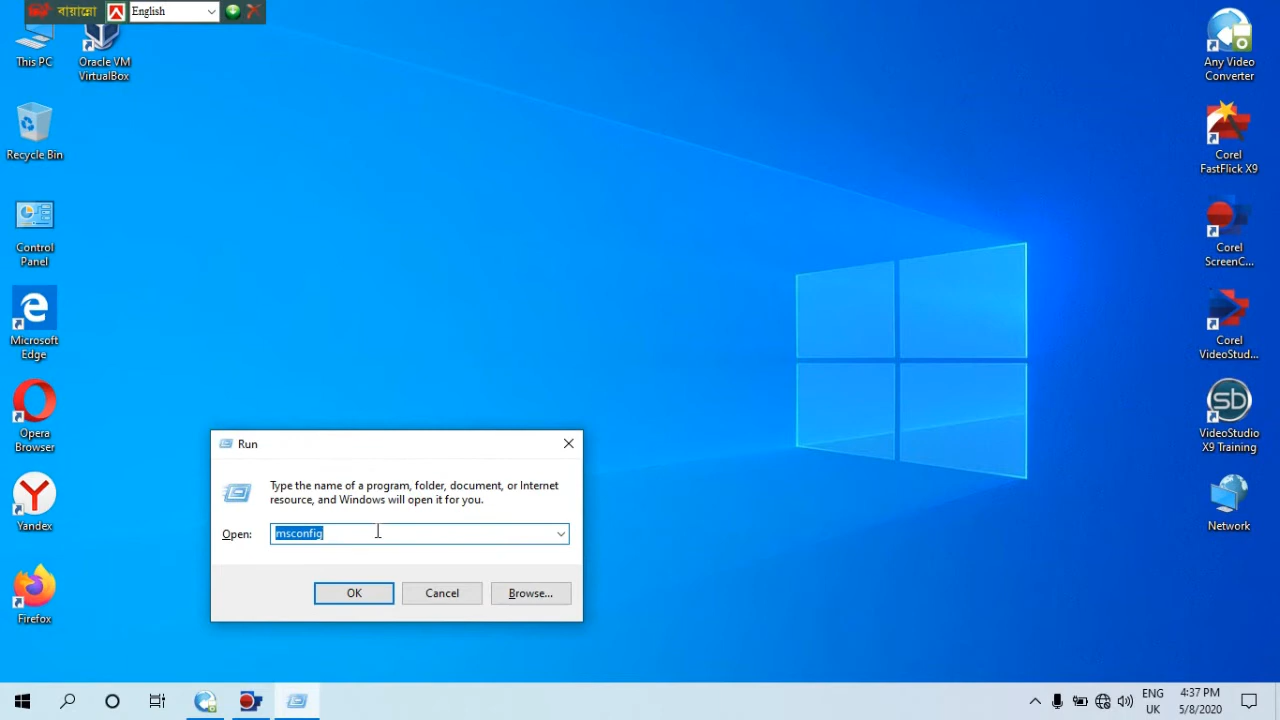 বায়ান্নো
English
This PC
Oracle VM
VirtualBox
Recycle Bin
Control
Panel
Microsoft
Edge
Opera
Browser
Yandex
Firefox
Any Video
Converter
Corel
FastFlick X9
Corel
ScreenC...
Corel
VideoStud...
sb
VideoStudio
X9 Training
Network
Run
Type the name of a program, folder, document, or Internet
resource, and Windows will open it for you.
Open:
msconfig
OK
Cancel
Browse...
ENG
UK
4:37 PM
5/8/2020